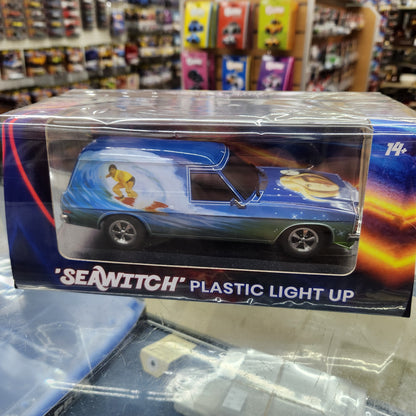 14+
"SEAWITCH" PLASTIC LIGHT UP